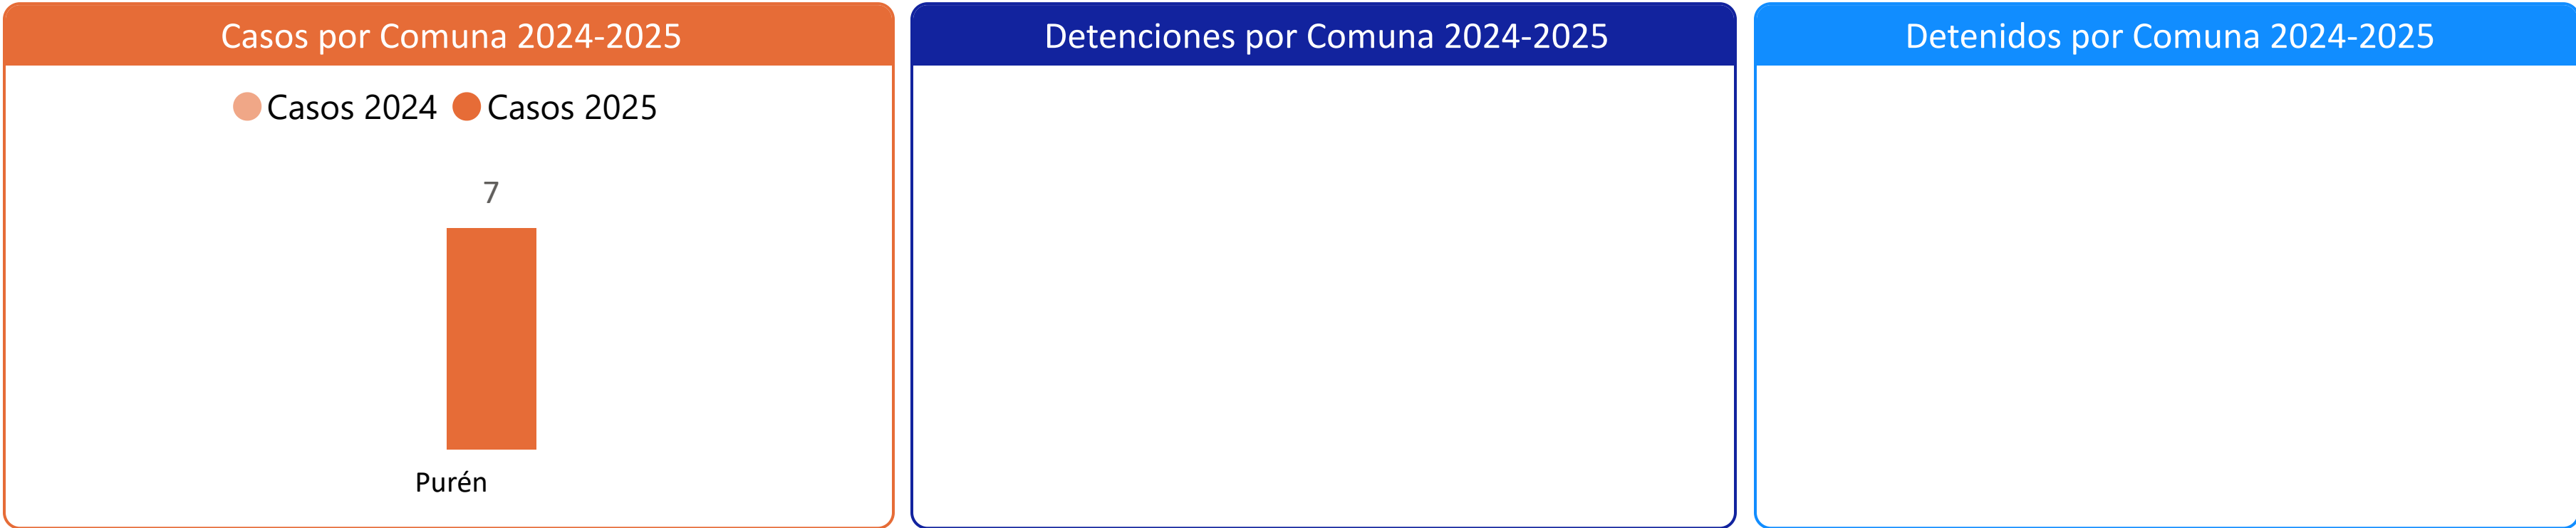 Casos por Comuna 2024-2025
Casos 2024 Casos 2025
7
Purén
Detenciones por Comuna 2024-2025
Detenidos por Comuna 2024-2025